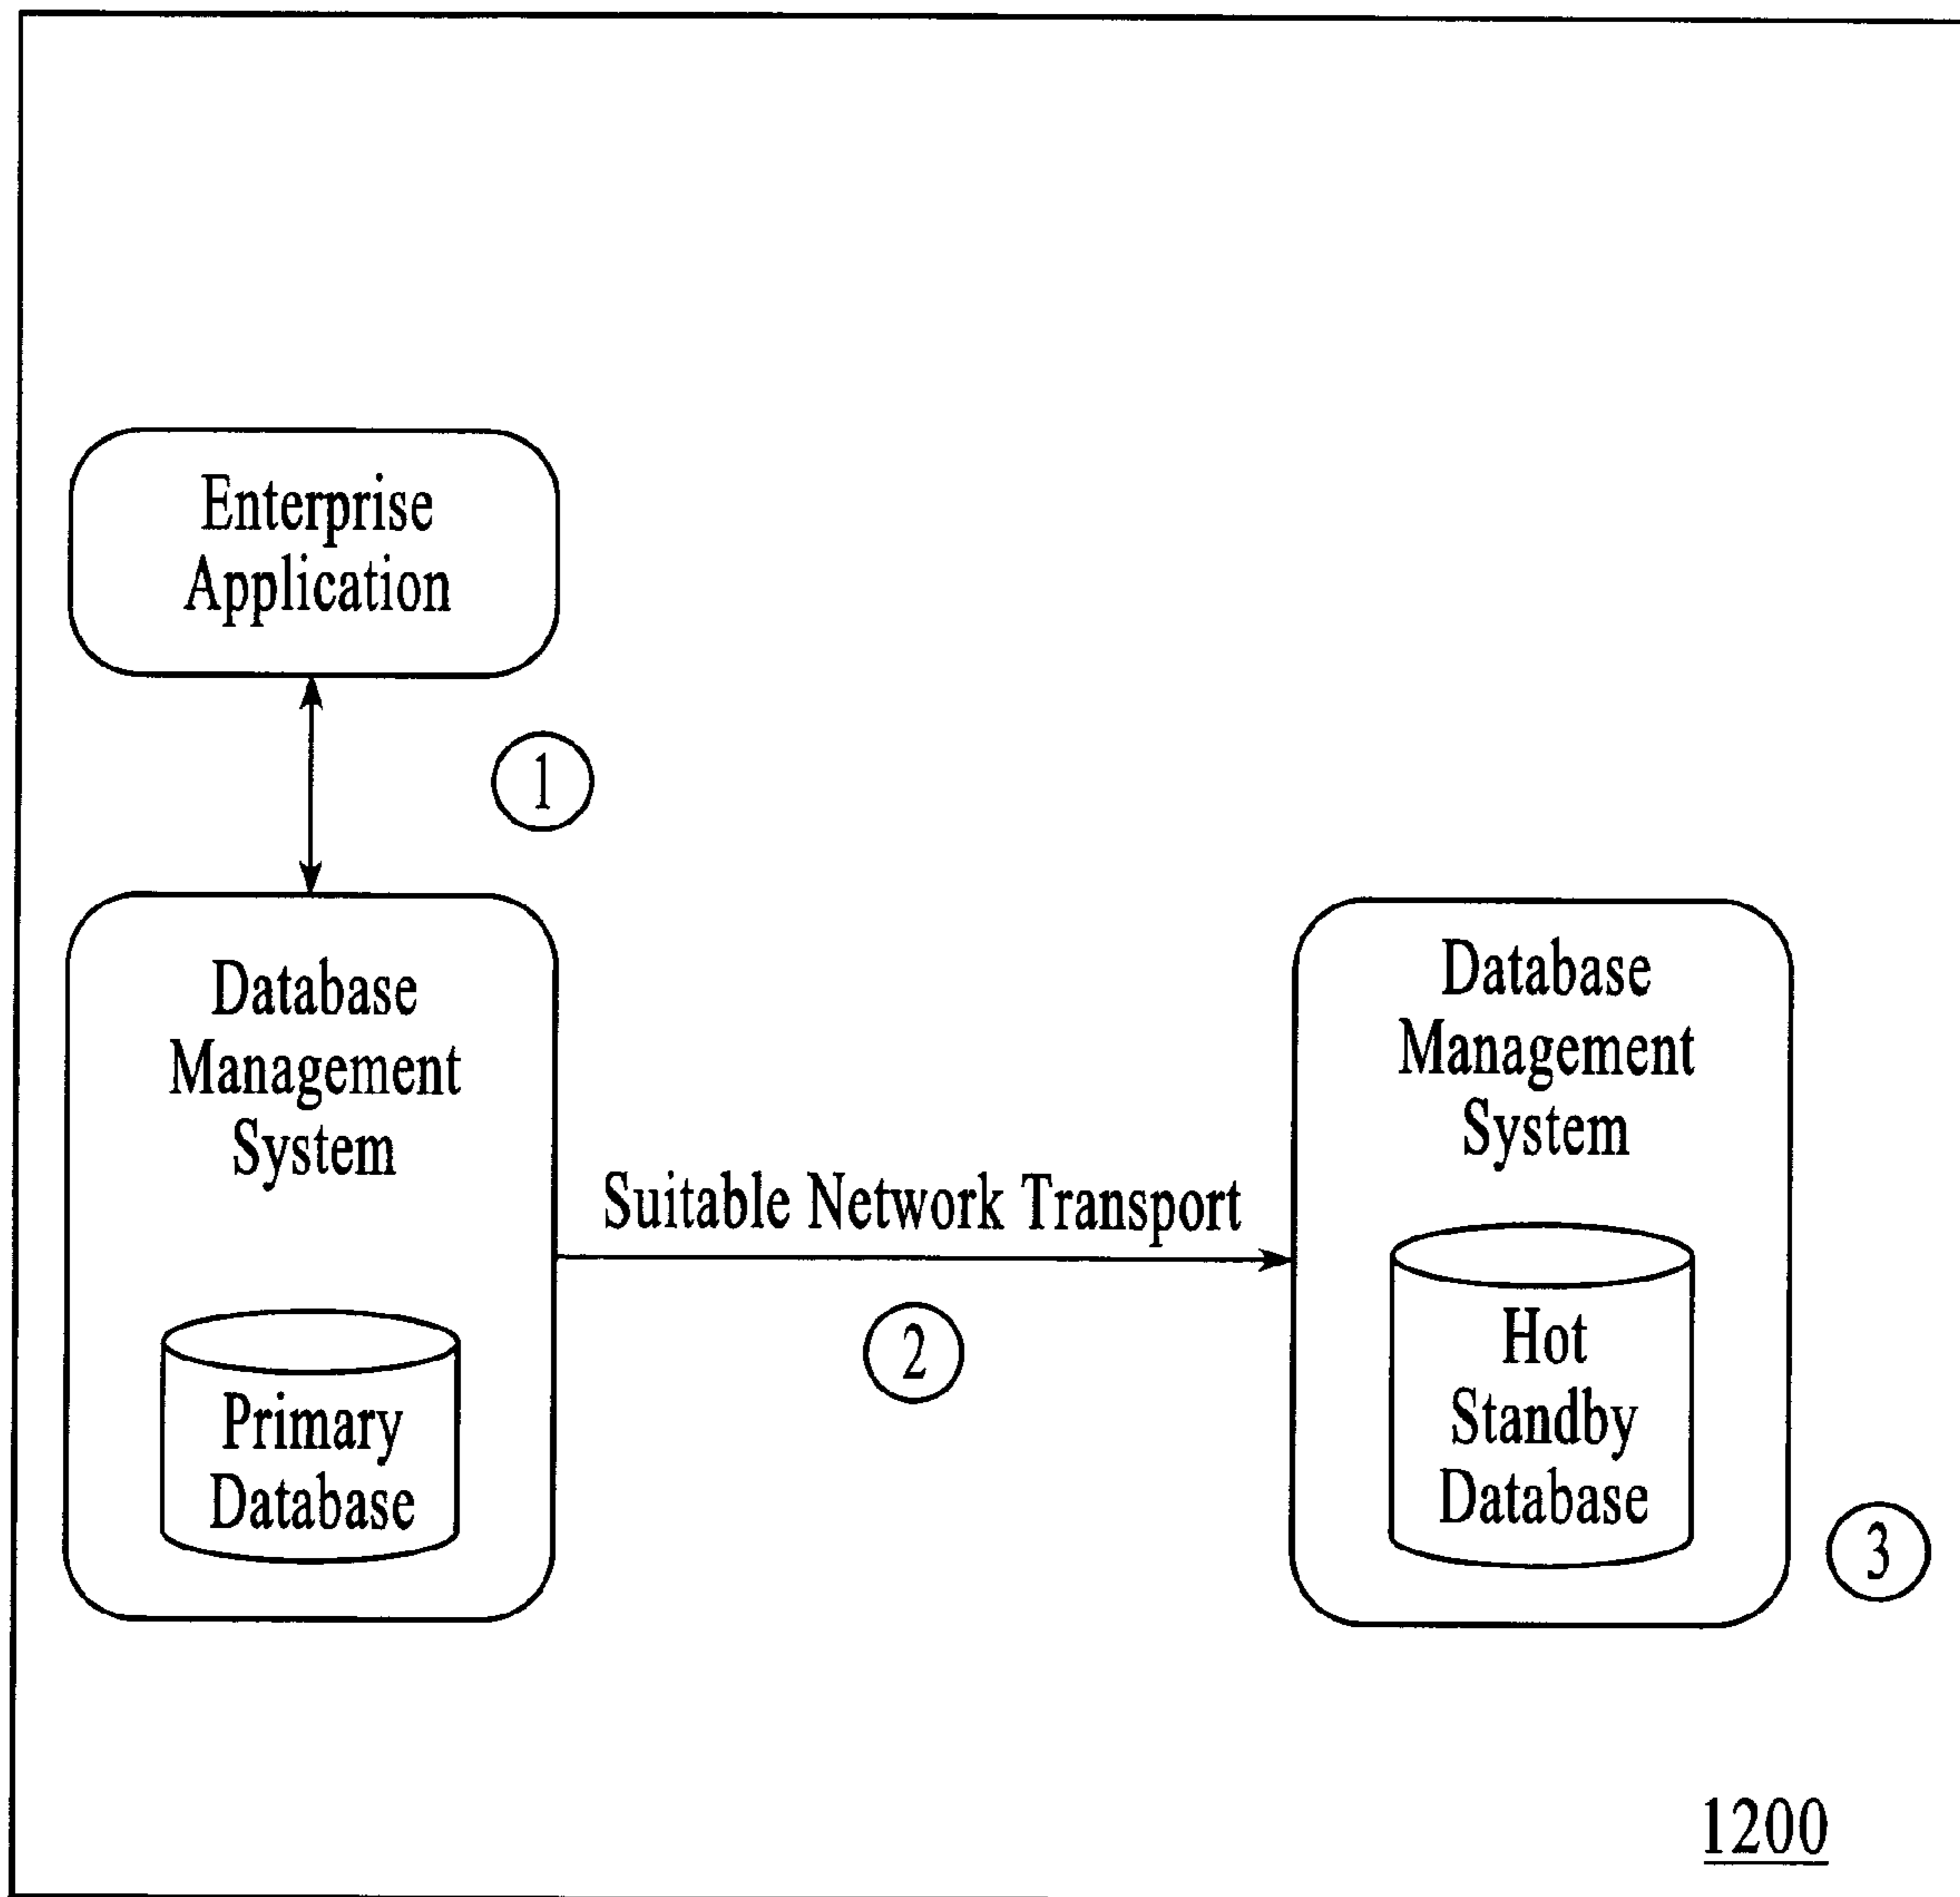 Enterprise
Application
1
Database
Management
System
Suitable Network Transport
2
Primary
Database
Database
Management
System
Hot
Standby
Database
3
1200